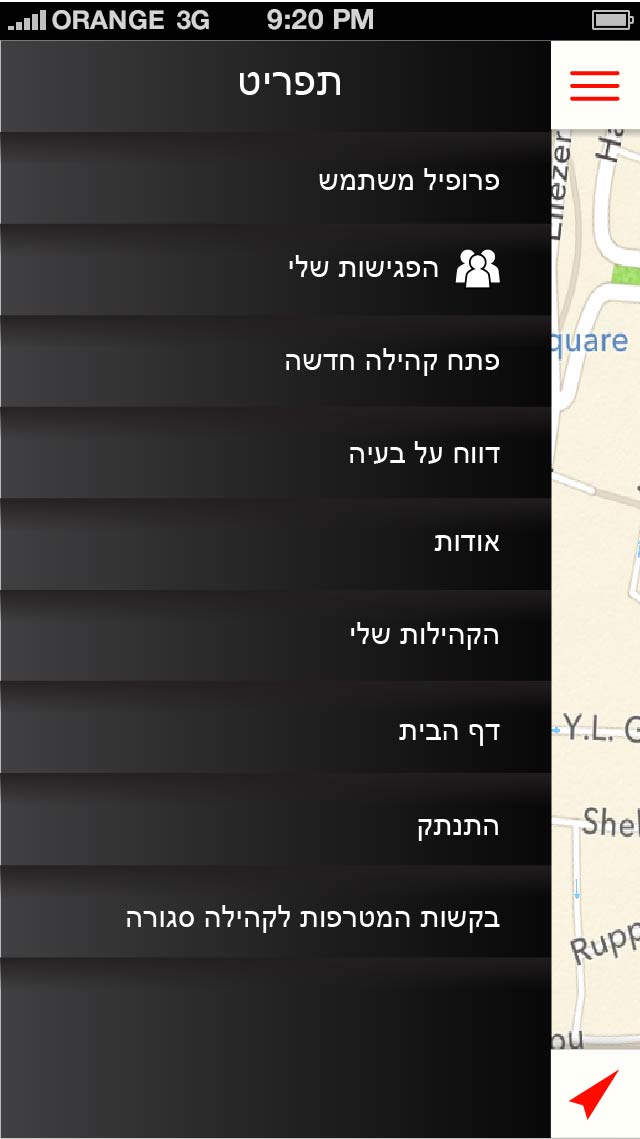 ORANGE 3G 9:20 PM
תפריט
פרופיל משתמש
הפגישות שלי
פתח קהילה חדשה
דווח על בעיה
אודות
הקהילות שלי
דף הבית
התנתק
בקשות המטרפות לקהילה סגורה
Eliezer
Ha
quare
Y.L. G
Shel
Rupp
ou